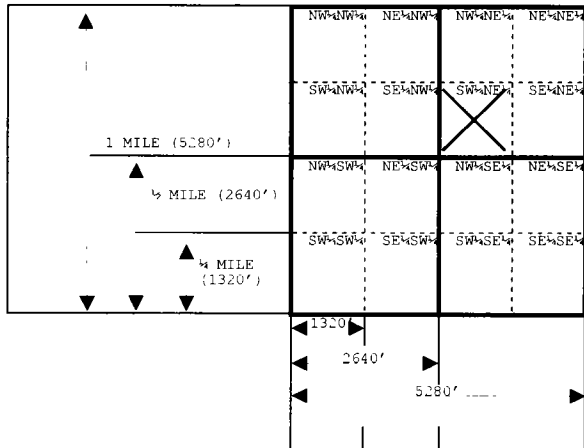 NW¼NW¼ NE¼NW¼ NW¼NE¼ NE¼NE¼
SW¼NW¼ SE¼NW¼ SW¼NE¼ SE¼NE¼
1 MILE (5280')
NW¼SW¼ NE¼SW¼ NW¼SE¼ NE¼SE¼
½ MILE (2640')
SW¼SW¼ SE¼SW¼ SW¼SE¼ SE¼SE¼
¼ MILE
(1320')
1320'
2640'
5280'